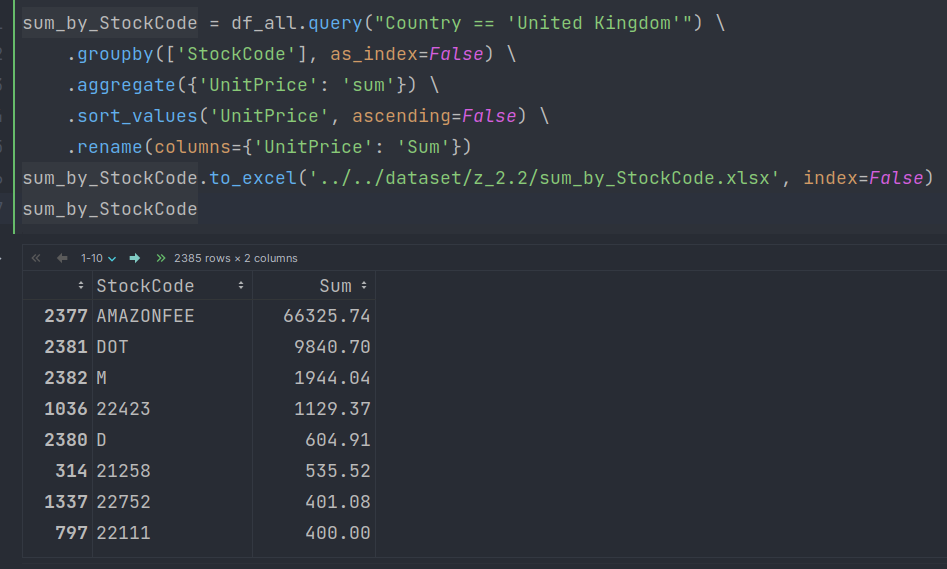 sum_by_StockCode = df_all.query("Country == 'United Kingdom'") \
.groupby(['StockCode'], as_index=False) \
.aggregate({'UnitPrice': 'sum'}) \
.sort_values('UnitPrice', ascending=False) \
.rename(columns={'UnitPrice': 'Sum'})
sum_by_StockCode.to_excel('../../dataset/z_2.2/sum_by_StockCode.xlsx', index=False)
sum_by_StockCode
1-10 2385 rows × 2 columns
StockCode Sum
2377 AMAZONFEE 66325.74
2381 DOT 9840.70
2382 M 1944.04
1036 22423 1129.37
2380 D 604.91
314 21258 535.52
1337 22752 401.08
797 22111 400.00